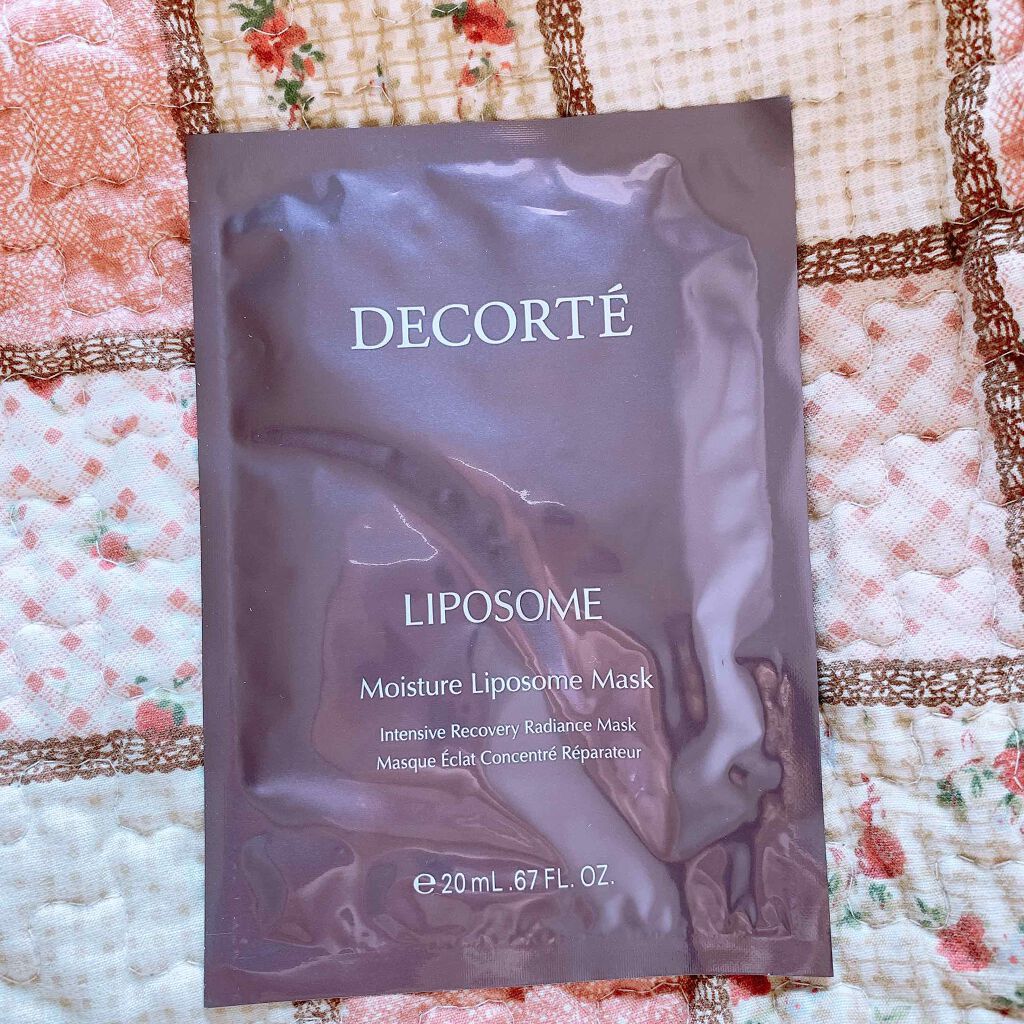 DECORTÉ
LIPOSOME
Moisture Liposome Mask
Intensive Recovery Radiance Mask
Masque Éclat Concentré Réparateur
℮ 20 mL .67 FL. OZ.